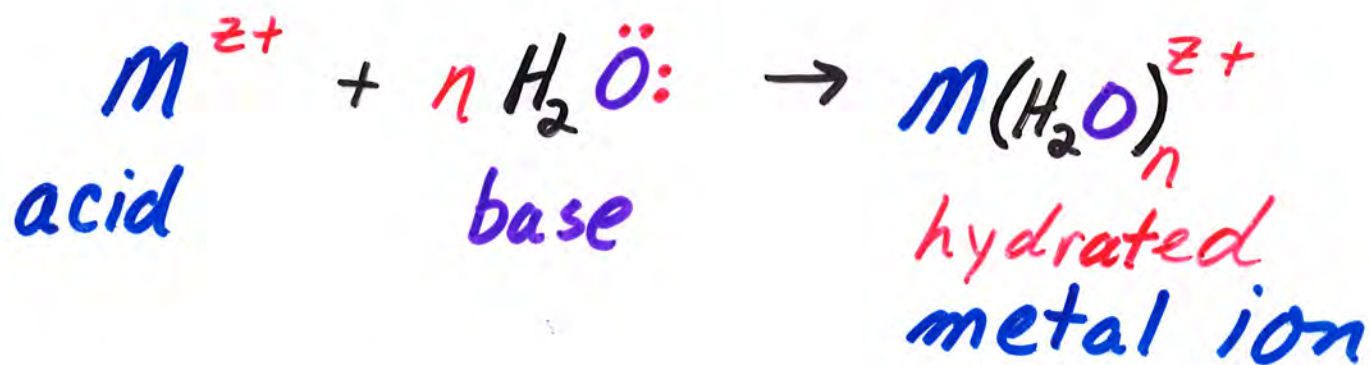 M^{z+} + n H₂Ö: → M(H₂O)ₙ^{z+}
acid base hydrated
metal ion